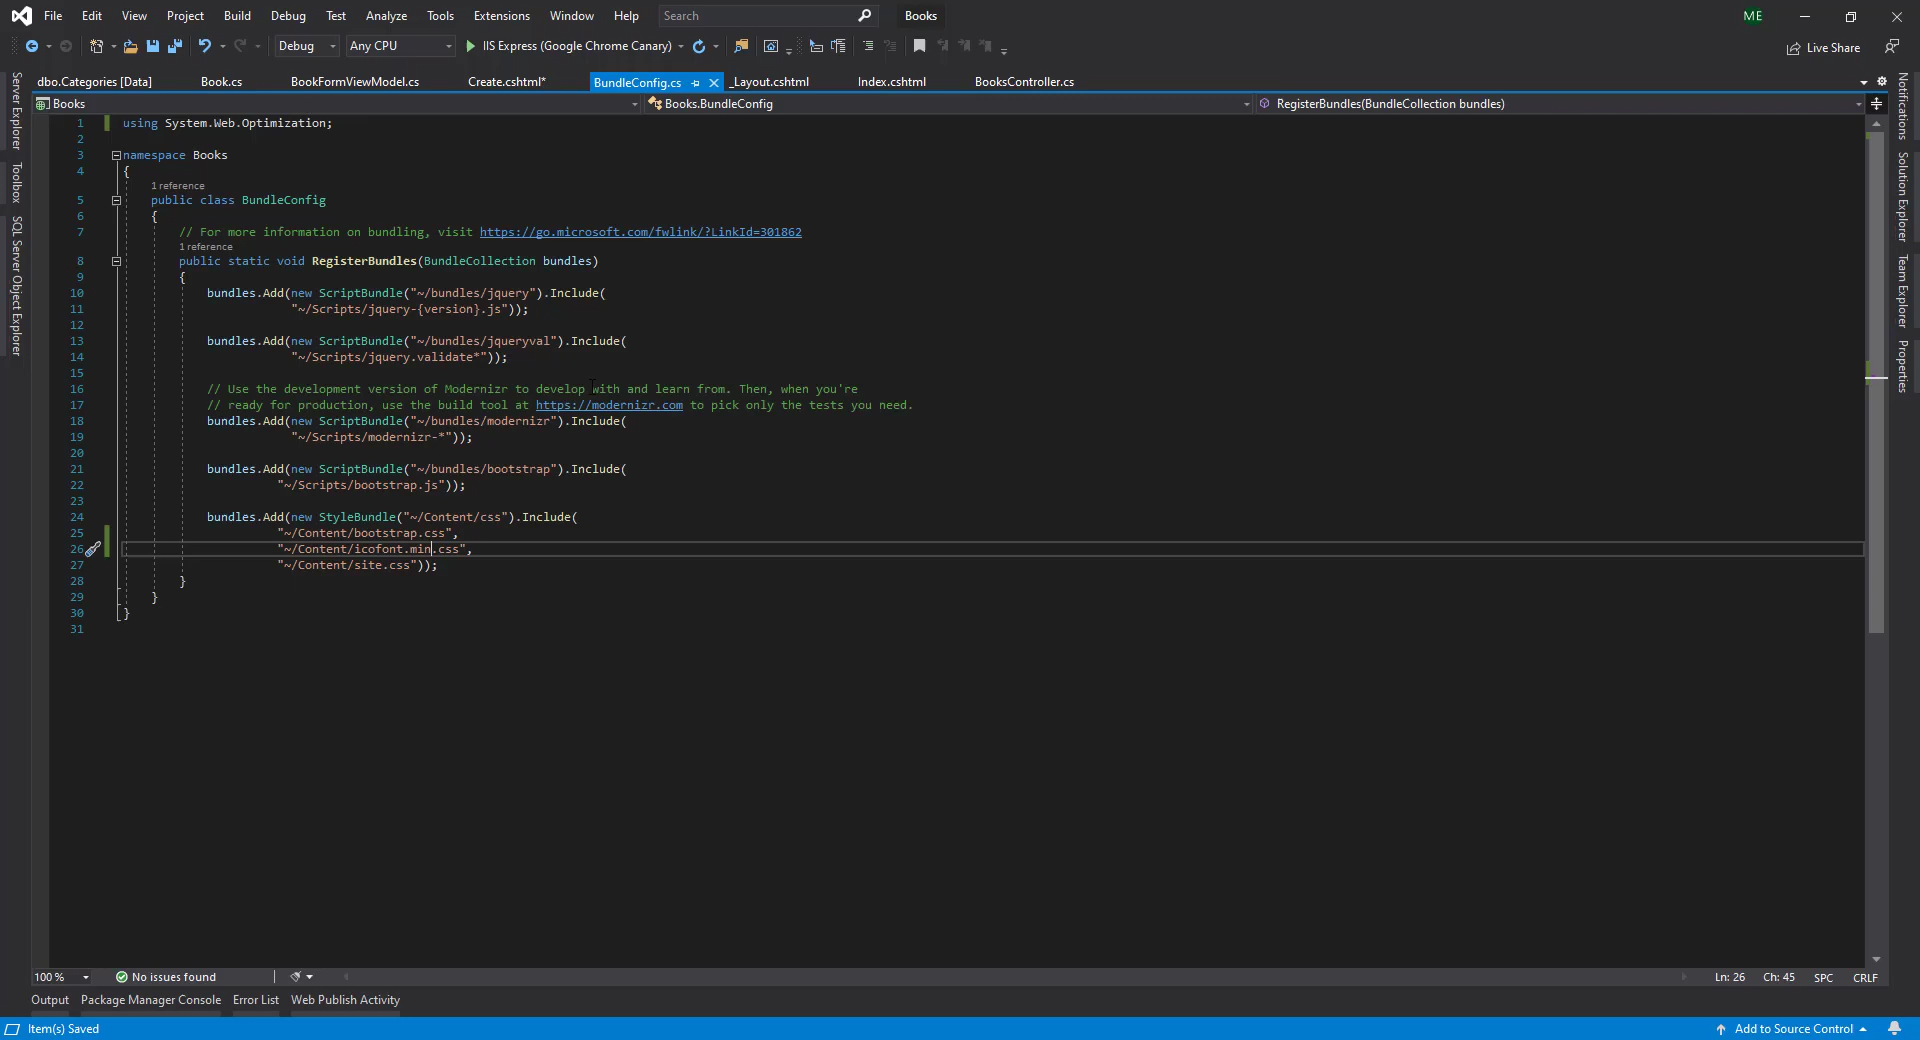 File Edit View Project Build Debug Test Analyze Tools Extensions Window Help Search Books ME
Debug Any CPU IIS Express (Google Chrome Canary) Live Share
dbo.Categories [Data] Book.cs BookFormViewModel.cs Create.cshtml* BundleConfig.cs _Layout.cshtml Index.cshtml BooksController.cs
Books Books.BundleConfig RegisterBundles(BundleCollection bundles)
Server Explorer
Toolbox
SQL Server Object Explorer
1 using System.Web.Optimization;
2
3 namespace Books
4 {
1 reference
5 public class BundleConfig
6 {
7 // For more information on bundling, visit https://go.microsoft.com/fwlink/?LinkId=301862
1 reference
8 public static void RegisterBundles(BundleCollection bundles)
9 {
10 bundles.Add(new ScriptBundle("~/bundles/jquery").Include(
11 "~/Scripts/jquery-{version}.js"));
12
13 bundles.Add(new ScriptBundle("~/bundles/jqueryval").Include(
14 "~/Scripts/jquery.validate*"));
15
16 // Use the development version of Modernizr to develop with and learn from. Then, when you're
17 // ready for production, use the build tool at https://modernizr.com to pick only the tests you need.
18 bundles.Add(new ScriptBundle("~/bundles/modernizr").Include(
19 "~/Scripts/modernizr-*"));
20
21 bundles.Add(new ScriptBundle("~/bundles/bootstrap").Include(
22 "~/Scripts/bootstrap.js"));
23
24 bundles.Add(new StyleBundle("~/Content/css").Include(
25 "~/Content/bootstrap.css",
26 "~/Content/icofont.min.css",
27 "~/Content/site.css"));
28 }
29 }
30 }
31
Notifications
Solution Explorer
Team Explorer
Properties
100 % No issues found Ln: 26 Ch: 45 SPC CRLF
Output Package Manager Console Error List Web Publish Activity
Item(s) Saved Add to Source Control